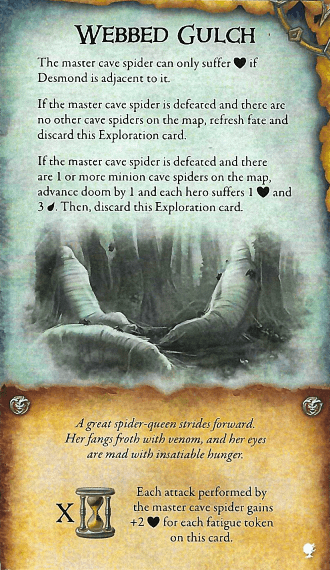 WEBBED GULCH
The master cave spider can only suffer ♥ if
Desmond is adjacent to it.
If the master cave spider is defeated and there are
no other cave spiders on the map, refresh fate and
discard this Exploration card.
If the master cave spider is defeated and there
are 1 or more minion cave spiders on the map,
advance doom by 1 and each hero suffers 1 ♥ and
3 . Then, discard this Exploration card.
A great spider-queen strides forward.
Her fangs froth with venom, and her eyes
are mad with insatiable hunger.
X
Each attack performed by
the master cave spider gains
+2 ♥ for each fatigue token
on this card.